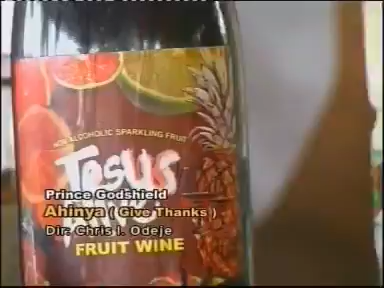 NON ALCOHOLIC SPARKLING FRUIT
Jesus
Prince Godshield
Ahinya ( Give Thanks )
Dir: Chris I. Odeje
FRUIT WINE